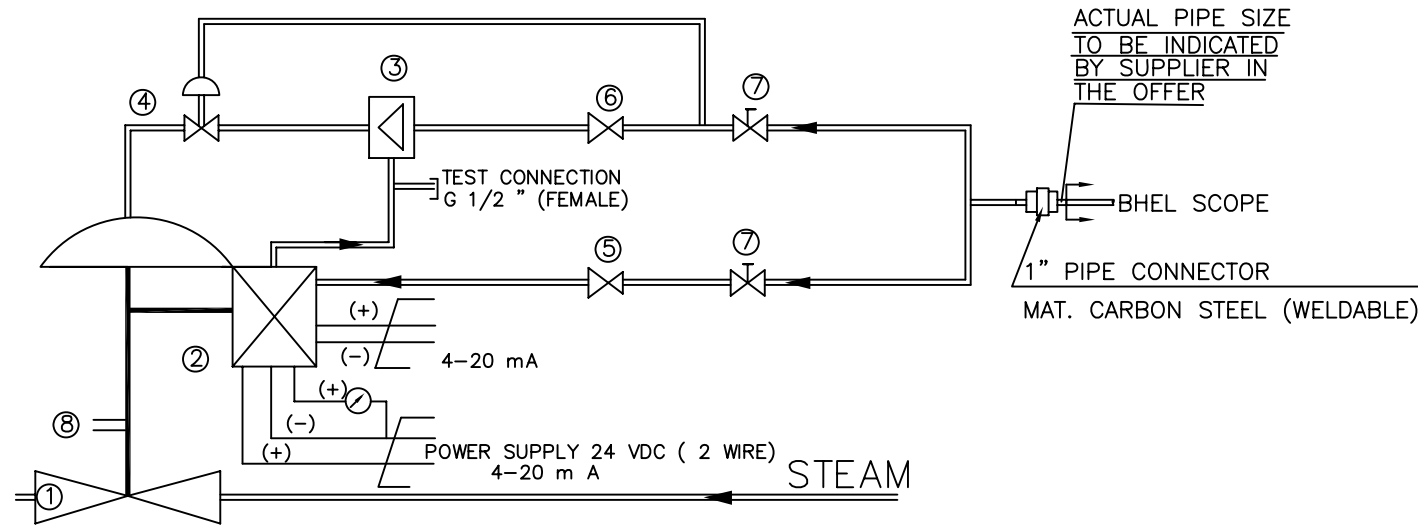 ACTUAL PIPE SIZE
TO BE INDICATED
BY SUPPLIER IN
THE OFFER
3
4
6
7
TEST CONNECTION
G 1/2 " (FEMALE)
BHEL SCOPE
5
7
1" PIPE CONNECTOR
MAT. CARBON STEEL (WELDABLE)
(+)
(-)
4-20 mA
2
(+)
(-)
(+)
8
POWER SUPPLY 24 VDC ( 2 WIRE)
4-20 m A
STEAM
1